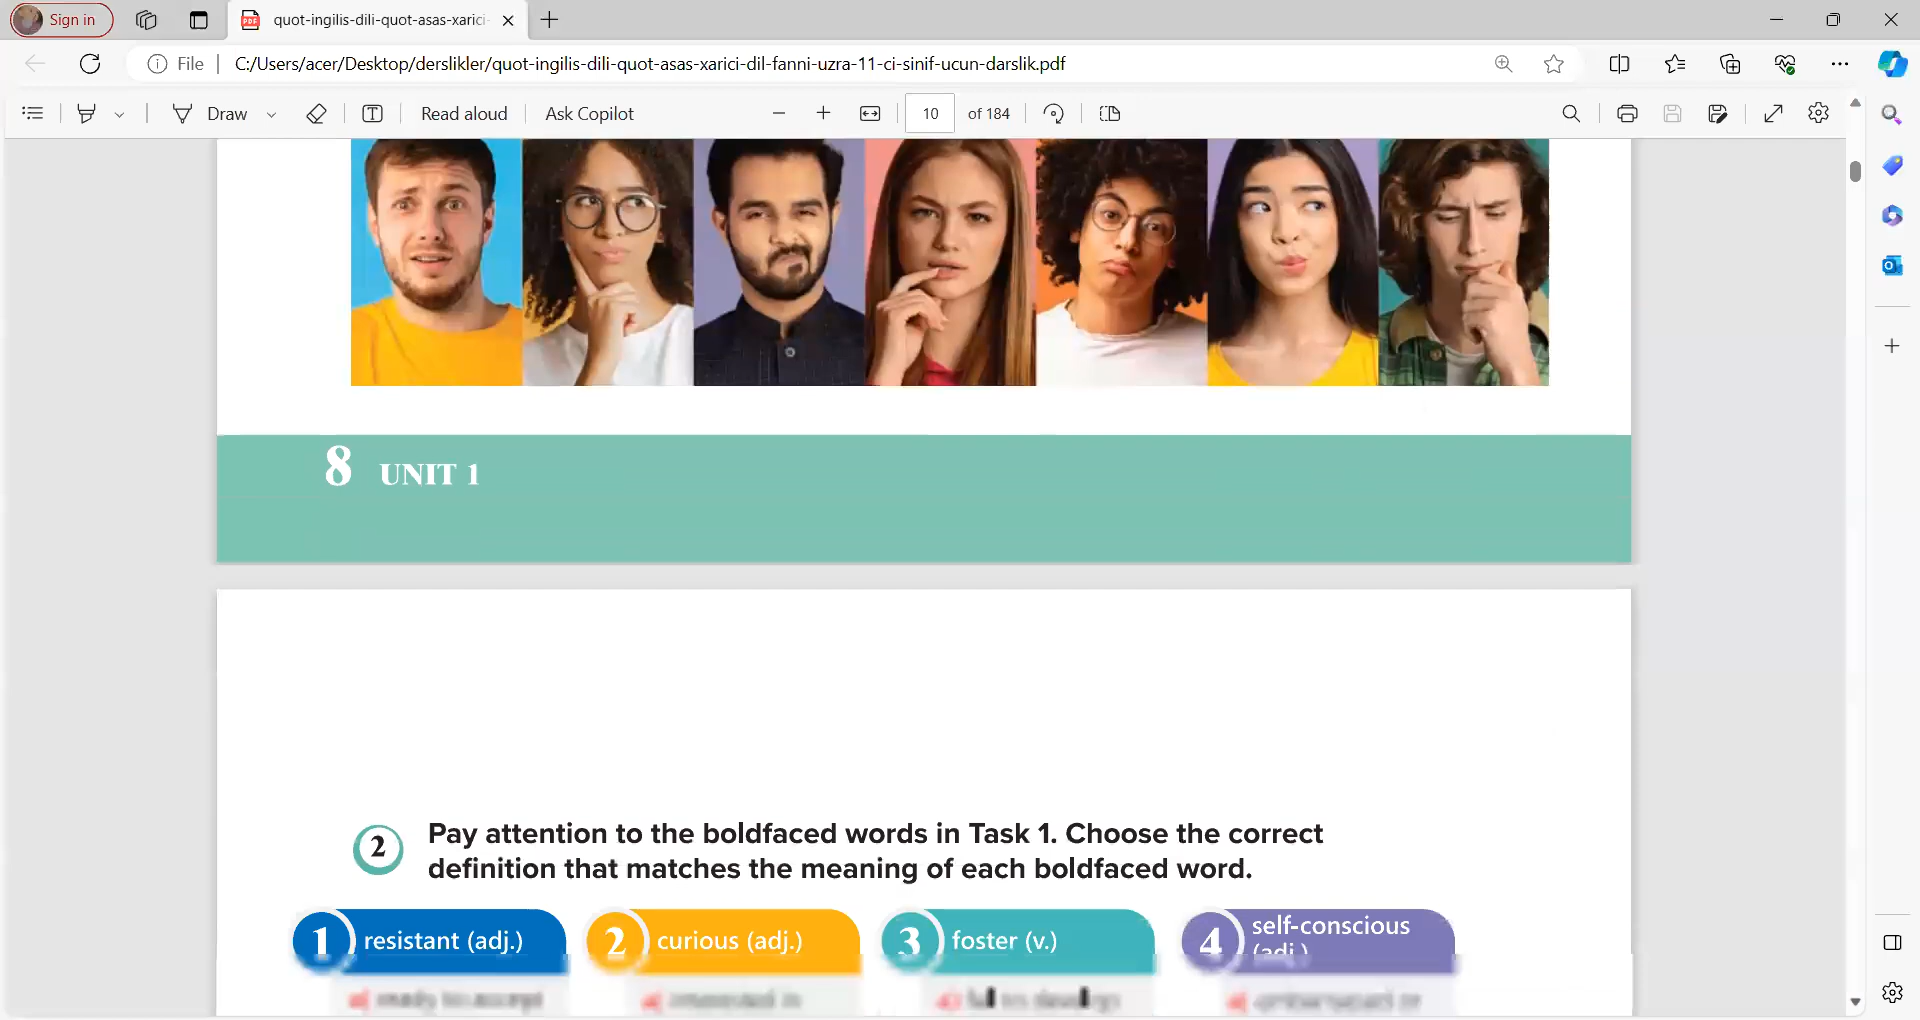 Sign in
quot-ingilis-dili-quot-asas-xarici-
File
C:/Users/acer/Desktop/derslikler/quot-ingilis-dili-quot-asas-xarici-dil-fanni-uzra-11-ci-sinif-ucun-darslik.pdf
Draw
Read aloud
Ask Copilot
10
of 184
8 UNIT 1
2
Pay attention to the boldfaced words in Task 1. Choose the correct
definition that matches the meaning of each boldfaced word.
1 resistant (adj.)
2 curious (adj.)
3 foster (v.)
4 self-conscious
(adj.)